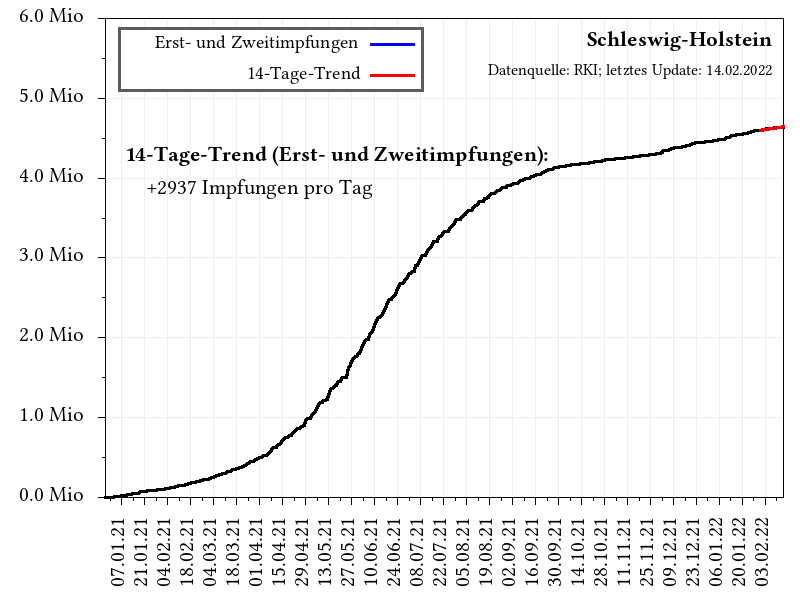 6.0 Mio
5.0 Mio
4.0 Mio
3.0 Mio
2.0 Mio
1.0 Mio
0.0 Mio
Erst- und Zweitimpfungen
14-Tage-Trend
Schleswig-Holstein
Datenquelle: RKI; letztes Update: 14.02.2022
14-Tage-Trend (Erst- und Zweitimpfungen):
+2937 Impfungen pro Tag
07.01.21
21.01.21
04.02.21
18.02.21
04.03.21
18.03.21
01.04.21
15.04.21
29.04.21
13.05.21
27.05.21
10.06.21
24.06.21
08.07.21
22.07.21
05.08.21
19.08.21
02.09.21
16.09.21
30.09.21
14.10.21
28.10.21
11.11.21
25.11.21
09.12.21
23.12.21
06.01.22
20.01.22
03.02.22